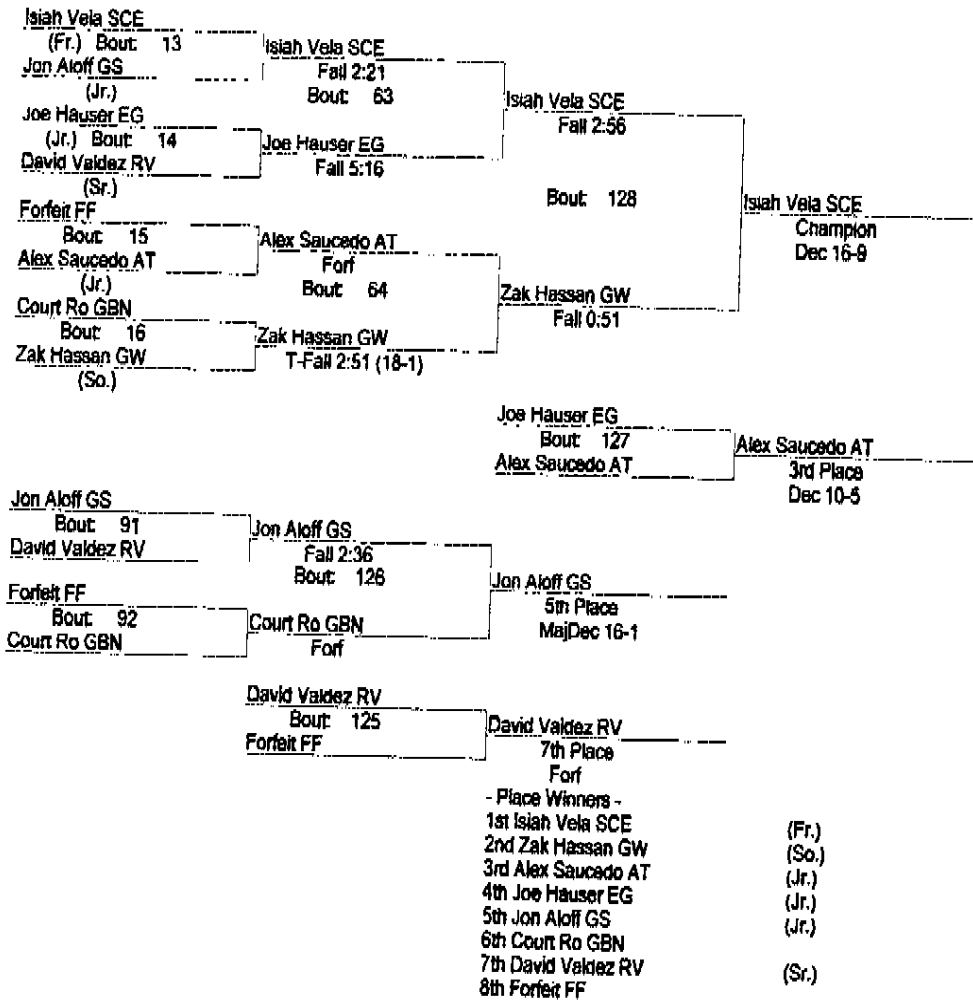 Isiah Vela SCE
(Fr.) Bout: 13
Jon Aloff GS
(Jr.)
Joe Hauser EG
(Jr.) Bout: 14
David Valdez RV
(Sr.)
Forfeit FF
Bout: 15
Alex Saucedo AT
(Jr.)
Court Ro GBN
Bout: 16
Zak Hassan GW
(So.)
Isiah Vela SCE
Fall 2:21
Bout: 63
Joe Hauser EG
Fall 5:16
Alex Saucedo AT
Forf
Bout: 64
Zak Hassan GW
T-Fall 2:51 (18-1)
Isiah Vela SCE
Fall 2:56
Bout: 128
Zak Hassan GW
Fall 0:51
Isiah Vela SCE
Champion
Dec 16-9
Joe Hauser EG
Bout: 127
Alex Saucedo AT
Alex Saucedo AT
3rd Place
Dec 10-5
Jon Aloff GS
Bout: 91
David Valdez RV
Forfeit FF
Bout: 92
Court Ro GBN
Jon Aloff GS
Fall 2:36
Bout: 126
Court Ro GBN
Forf
Jon Aloff GS
5th Place
MajDec 16-1
David Valdez RV
Bout: 125
Forfeit FF
David Valdez RV
7th Place
Forf
- Place Winners -
1st Isiah Vela SCE (Fr.)
2nd Zak Hassan GW (So.)
3rd Alex Saucedo AT (Jr.)
4th Joe Hauser EG (Jr.)
5th Jon Aloff GS (Jr.)
6th Court Ro GBN
7th David Valdez RV (Sr.)
8th Forfeit FF